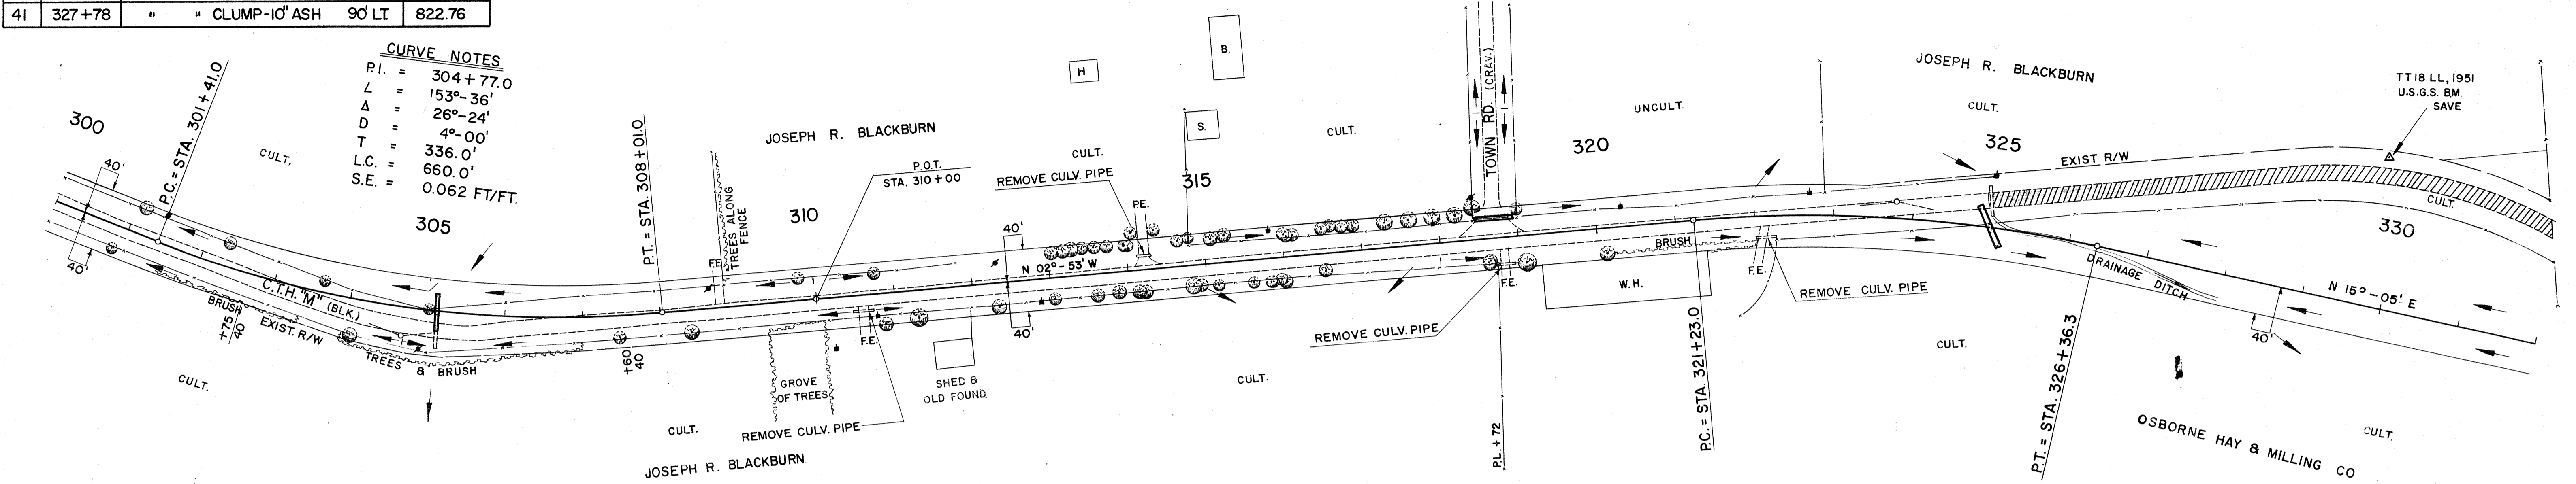 41 327+78 " " CLUMP-10" ASH 90' LT. 822.76
CURVE NOTES
P.I. = 304+77.0
∠ = 153°-36'
Δ = 26°-24'
D = 4°-00'
T = 336.0'
L.C. = 660.0'
S.E. = 0.062 FT/FT.
300
40'
40'
P.C. = STA. 301+41.0
CULT.
305
C.T.H. "M" (BLK.)
BRUSH
EXIST. R/W
+75
40'
TREES & BRUSH
CULT.
P.T. = STA. 308+01.0
+60
40
F.E.
TREES ALONG
FENCE
JOSEPH R. BLACKBURN
310
P.O.T.
STA. 310+00
CULT.
REMOVE CULV. PIPE
P.E.
40'
N 02°-53' W
40'
F.E.
GROVE
OF TREES
SHED &
OLD FOUND.
CULT.
REMOVE CULV. PIPE
JOSEPH R. BLACKBURN
H
B.
S.
315
CULT.
CULT.
TOWN RD. (GRAV.)
F.E.
REMOVE CULV. PIPE
P.L. + 72
W.H.
320
UNCULT.
BRUSH
F.E.
REMOVE CULV. PIPE
P.C. = STA. 321+23.0
JOSEPH R. BLACKBURN
CULT.
325
EXIST R/W
TT 18 LL, 1951
U.S.G.S. B.M.
SAVE
CULT.
330
DRAINAGE DITCH
N 15°-05' E
40'
CULT.
P.T. = STA. 326+36.3
OSBORNE HAY & MILLING CO
CULT.